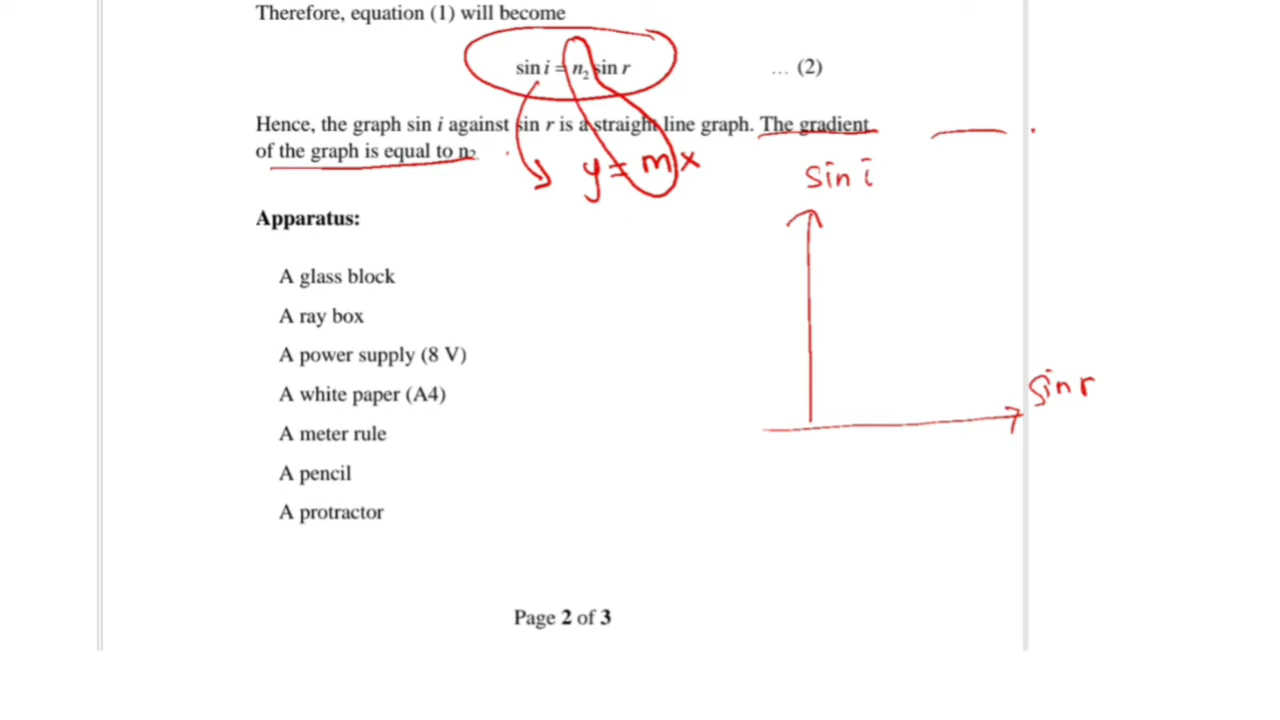 Therefore, equation (1) will become
sin i = n₂ sin r ... (2)
Hence, the graph sin i against sin r is a straight line graph. The gradient
of the graph is equal to n₂
y = mx
sin i
Apparatus:
A glass block
A ray box
A power supply (8 V)
A white paper (A4)
sin r
A meter rule
A pencil
A protractor
Page 2 of 3